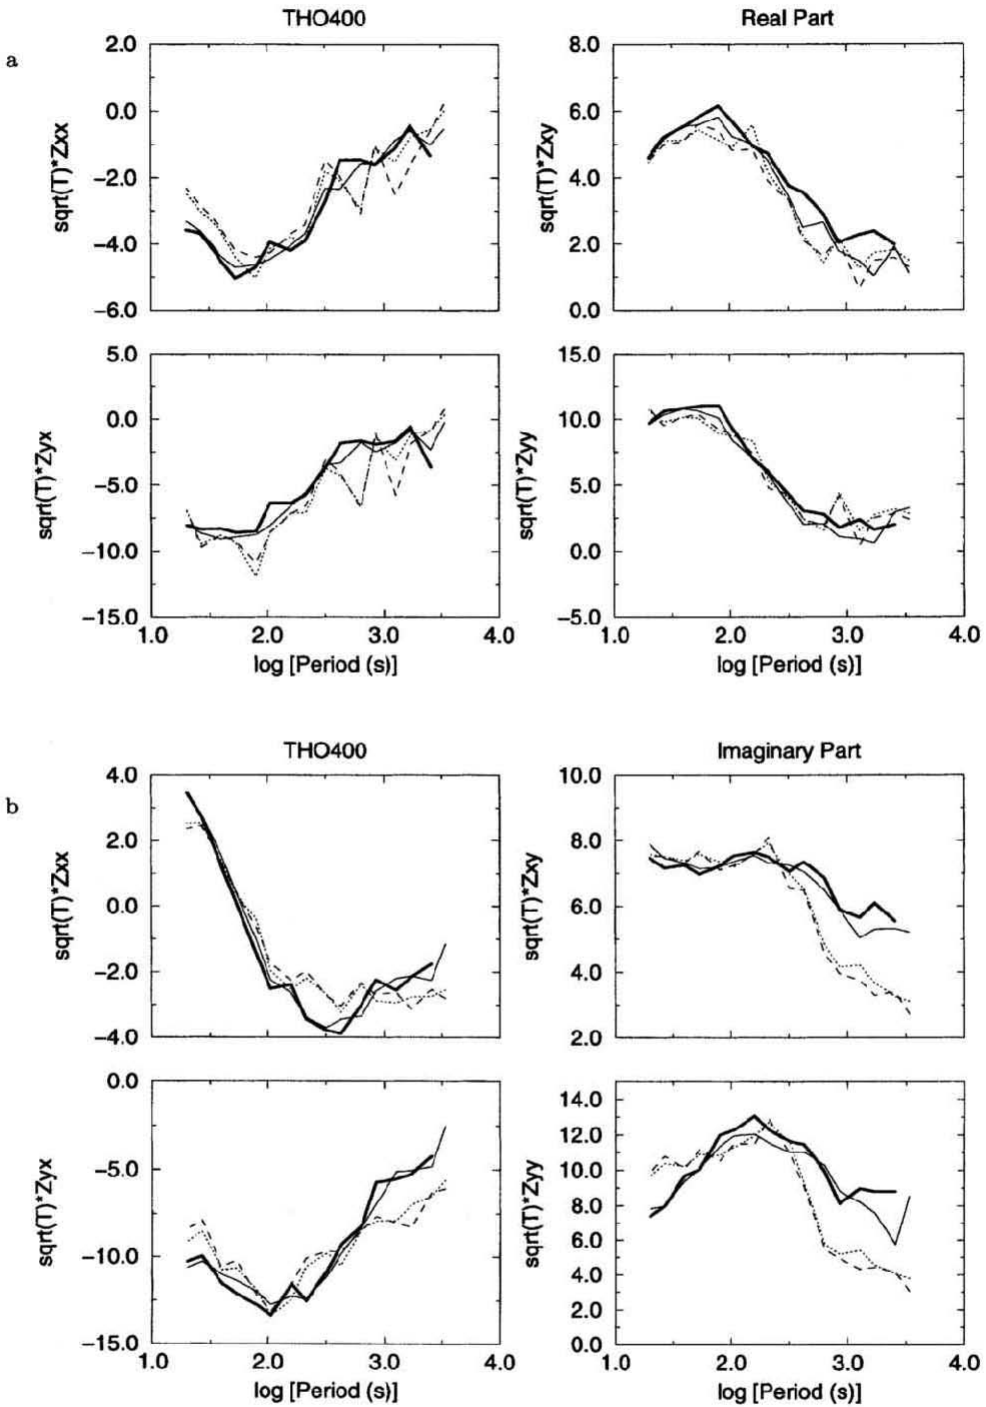 a
THO400
Real Part
2.0
0.0
−2.0
−4.0
−6.0
sqrt(T)*Zxx
8.0
6.0
4.0
2.0
0.0
sqrt(T)*Zxy
5.0
0.0
−5.0
−10.0
−15.0
sqrt(T)*Zyx
1.0 2.0 3.0 4.0
log [Period (s)]
15.0
10.0
5.0
0.0
−5.0
sqrt(T)*Zyy
1.0 2.0 3.0 4.0
log [Period (s)]
b
THO400
Imaginary Part
4.0
2.0
0.0
−2.0
−4.0
sqrt(T)*Zxx
10.0
8.0
6.0
4.0
2.0
sqrt(T)*Zxy
0.0
−5.0
−10.0
−15.0
sqrt(T)*Zyx
1.0 2.0 3.0 4.0
log [Period (s)]
14.0
12.0
10.0
8.0
6.0
4.0
2.0
0.0
sqrt(T)*Zyy
1.0 2.0 3.0 4.0
log [Period (s)]